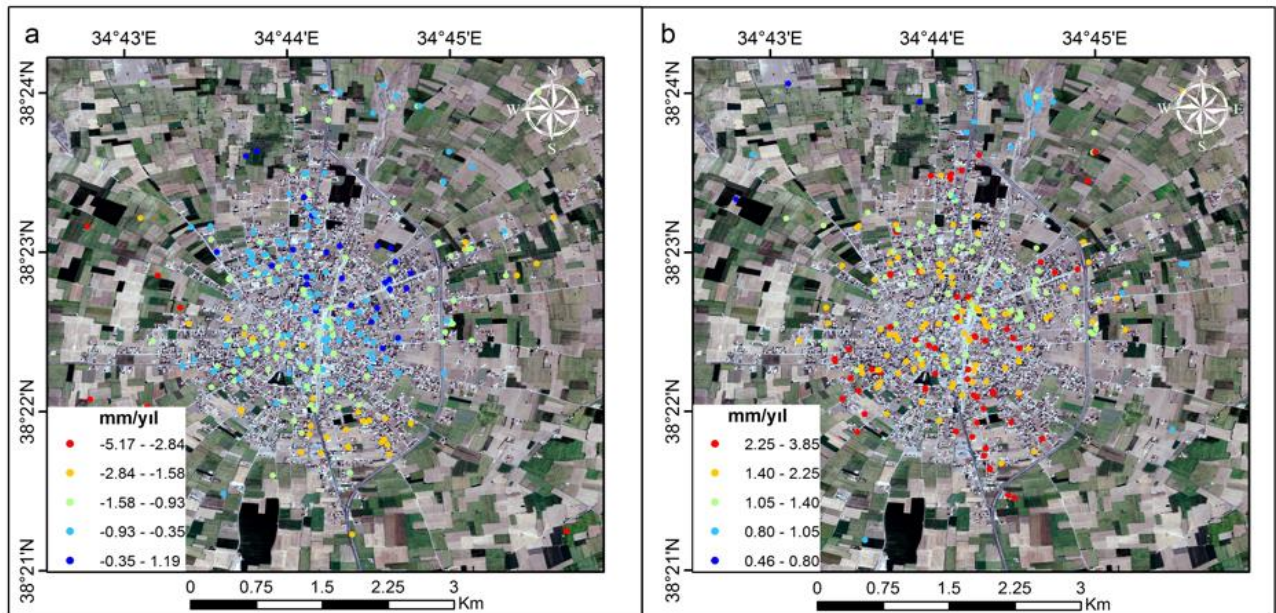 a
34°43'E 34°44'E 34°45'E
38°24'N
38°23'N
38°22'N
38°21'N
N
W E
S
mm/yıl
-5.17 - -2.84
-2.84 - -1.58
-1.58 - -0.93
-0.93 - -0.35
-0.35 - 1.19
0 0.75 1.5 2.25 3
Km
b
34°43'E 34°44'E 34°45'E
38°24'N
38°23'N
38°22'N
38°21'N
N
W E
S
mm/yıl
2.25 - 3.85
1.40 - 2.25
1.05 - 1.40
0.80 - 1.05
0.46 - 0.80
0 0.75 1.5 2.25 3
Km